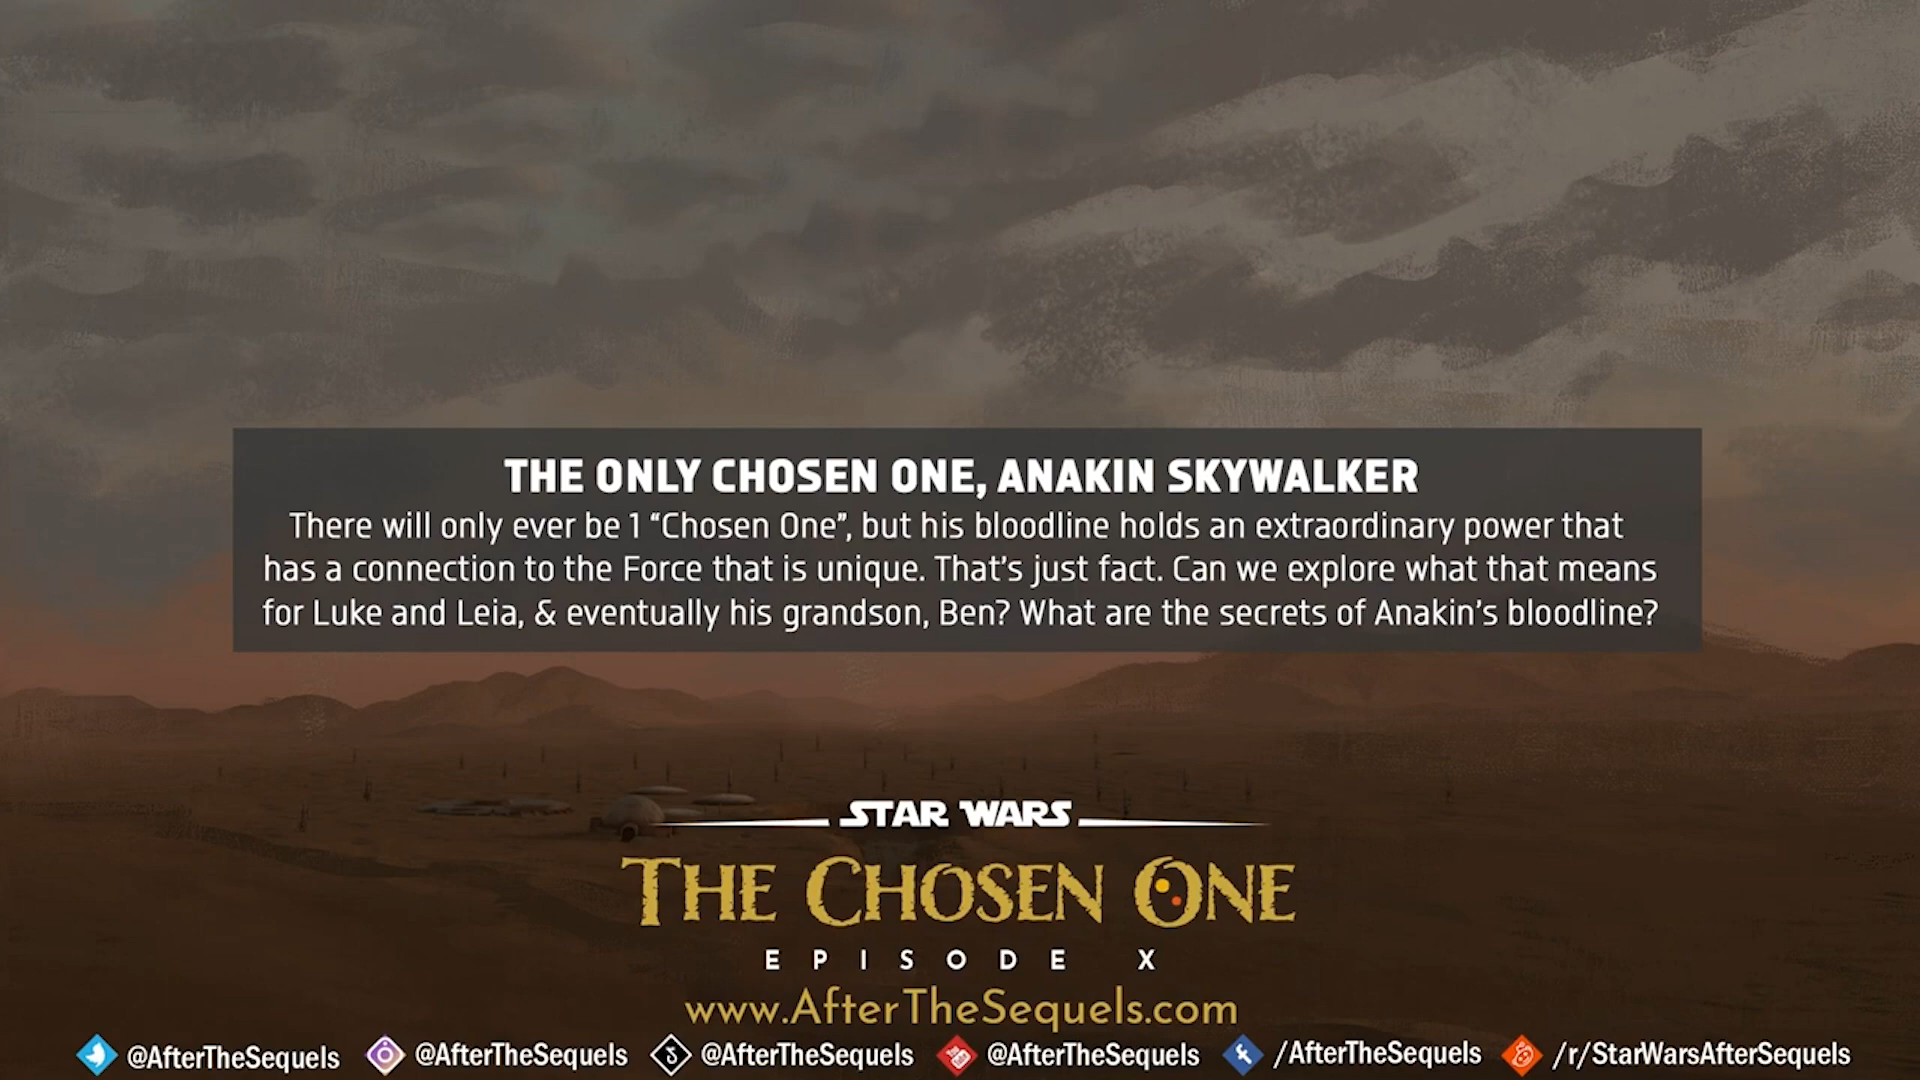 THE ONLY CHOSEN ONE, ANAKIN SKYWALKER
There will only ever be 1 “Chosen One”, but his bloodline holds an extraordinary power that
has a connection to the Force that is unique. That’s just fact. Can we explore what that means
for Luke and Leia, & eventually his grandson, Ben? What are the secrets of Anakin’s bloodline?
STAR WARS
THE CHOSEN ONE
EPISODE X
www.AfterTheSequels.com
@AfterTheSequels @AfterTheSequels @AfterTheSequels @AfterTheSequels /AfterTheSequels /r/StarWarsAfterSequels